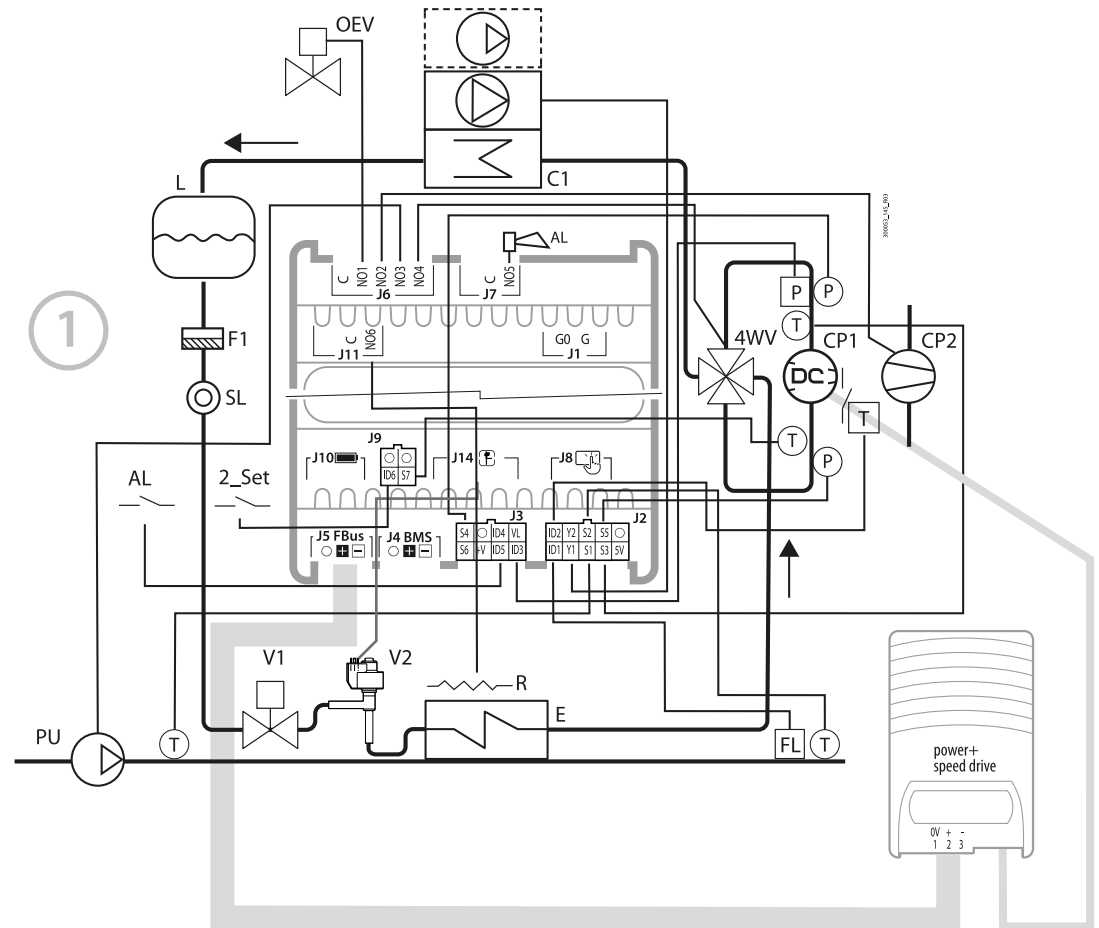 OEV
C1
L
300053_145_R03
AL
C NO1 NO2 NO3 NO4
J6
C NO5
J7
P P
1
F1
C NO6
J11
G0 G
J1
T
4WV
CP1
CP2
DC
SL
T
J9
T
J10
J14
J8
P
ID6 S7
AL
2_Set
J3
J2
S4 ID4 VL
S6 +V ID5 ID3
ID2 Y2 S2 S5
ID1 Y1 S1 S3 5V
J5 FBus
J4 BMS
+ − + −
V1
V2
R
E
PU
T
FL T
power+
speed drive
0V + -
1 2 3